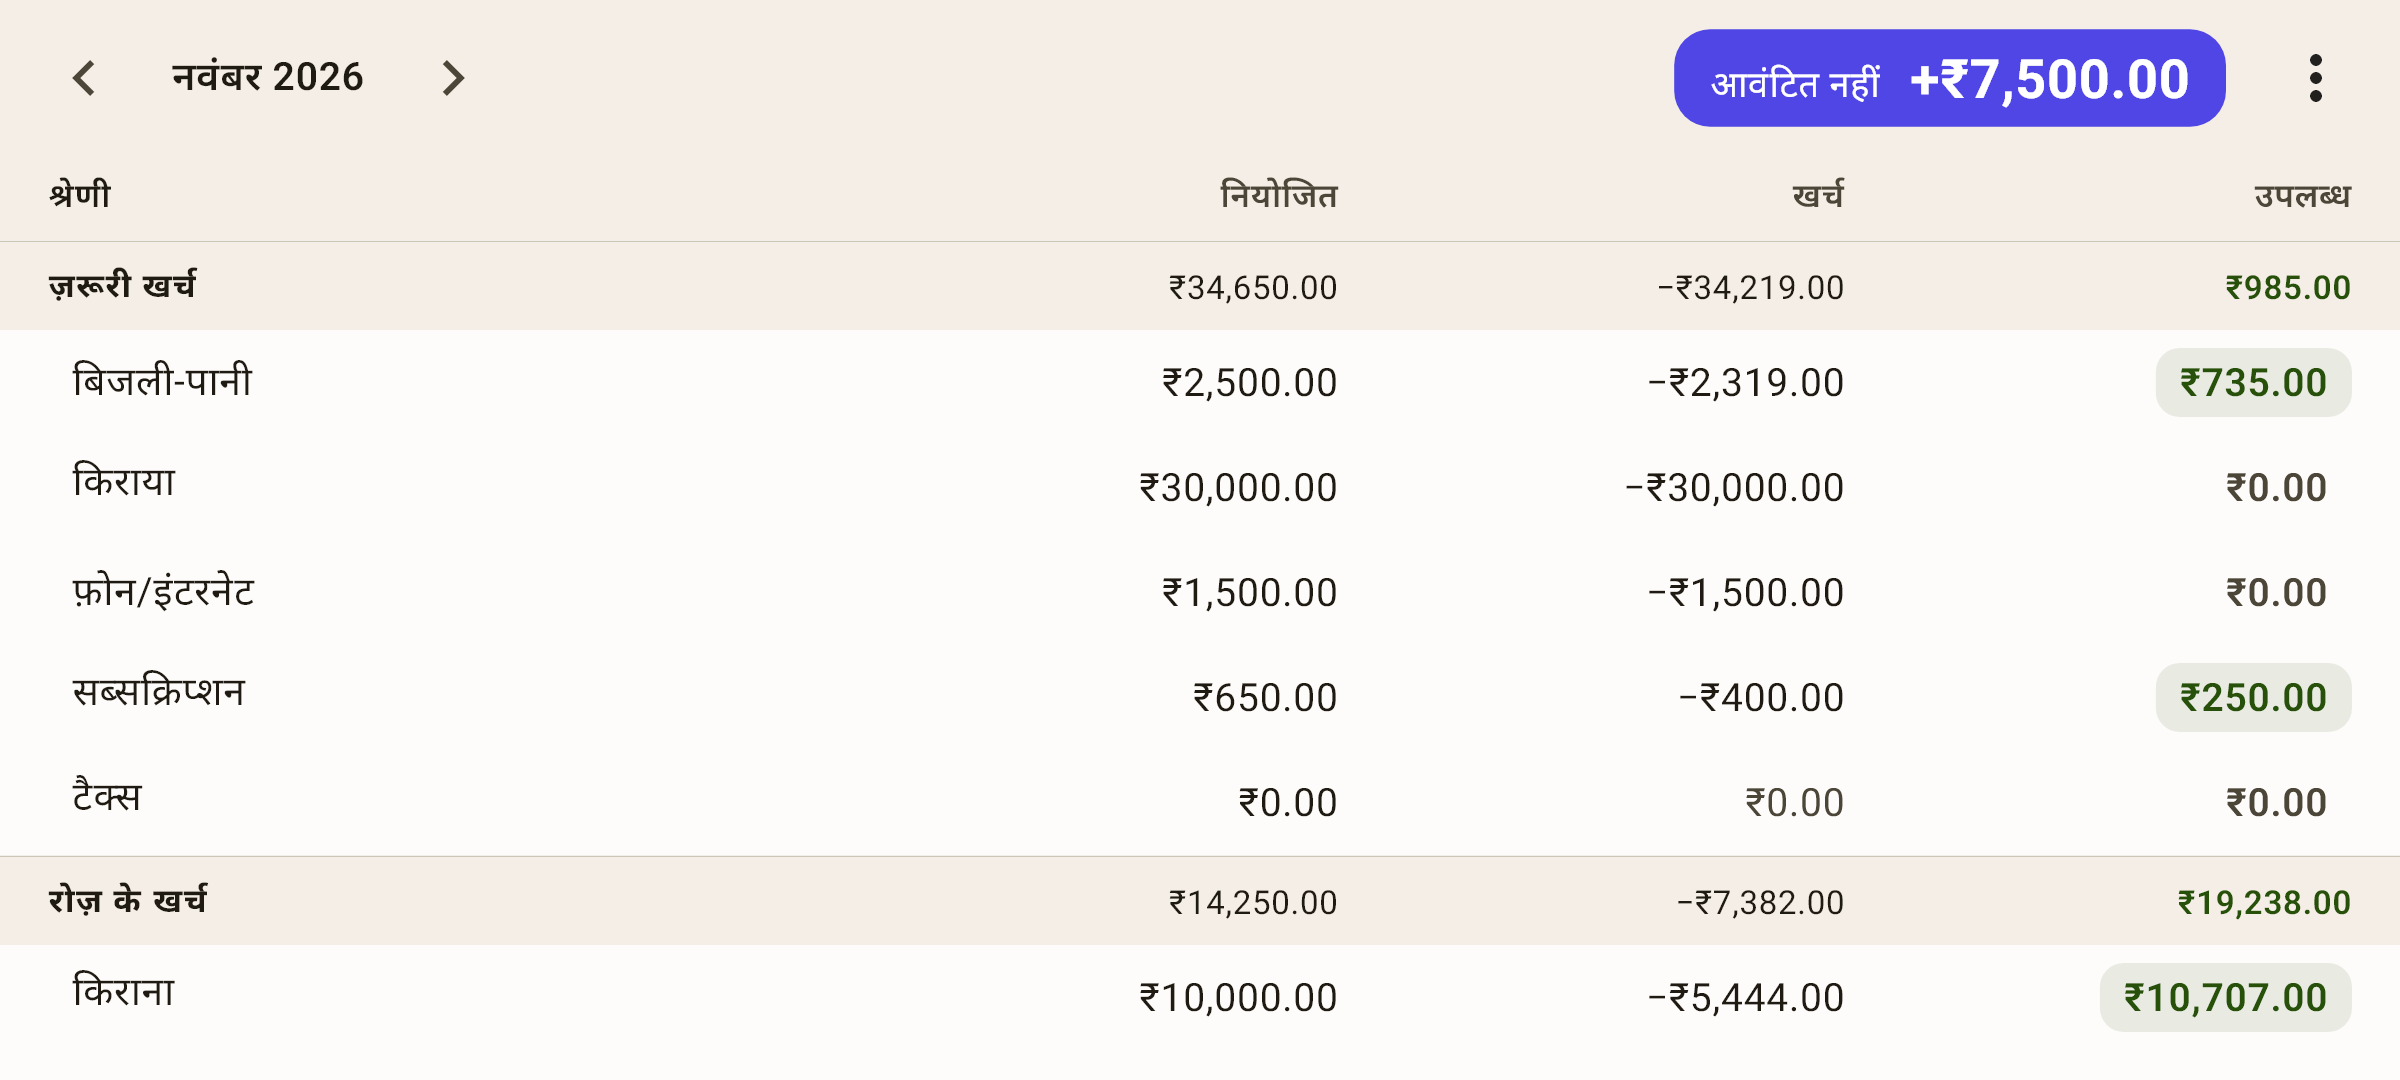 नवंबर 2026
आवंटित नहीं +₹7,500.00
श्रेणी नियोजित खर्च उपलब्ध
ज़रूरी खर्च ₹34,650.00 −₹34,219.00 ₹985.00
बिजली-पानी ₹2,500.00 −₹2,319.00 ₹735.00
किराया ₹30,000.00 −₹30,000.00 ₹0.00
फ़ोन/इंटरनेट ₹1,500.00 −₹1,500.00 ₹0.00
सब्सक्रिप्शन ₹650.00 −₹400.00 ₹250.00
टैक्स ₹0.00 ₹0.00 ₹0.00
रोज़ के खर्च ₹14,250.00 −₹7,382.00 ₹19,238.00
किराना ₹10,000.00 −₹5,444.00 ₹10,707.00